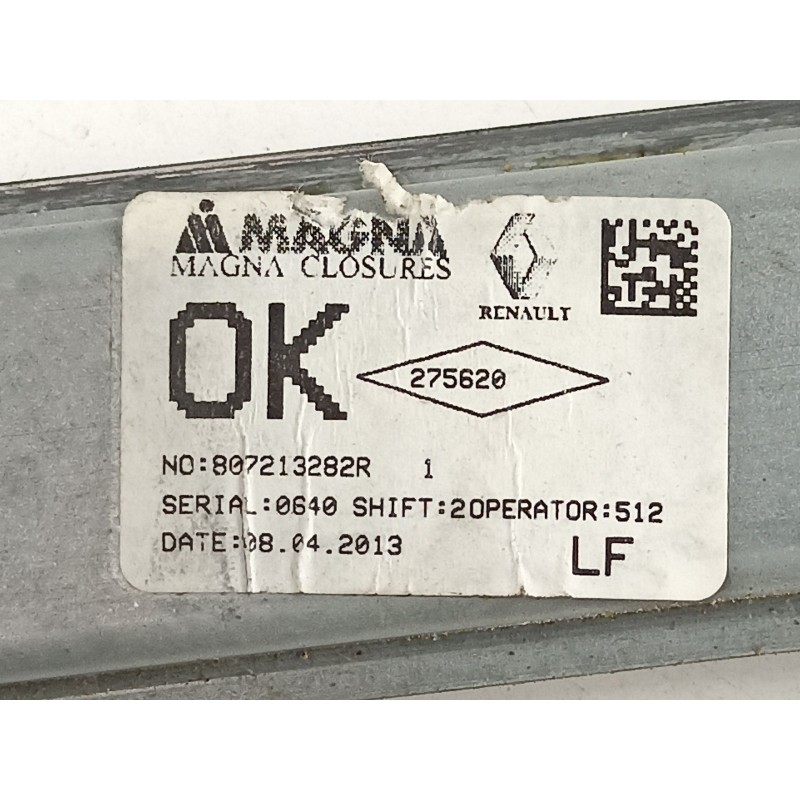 MAGNA
MAGNA CLOSURES
RENAULT
OK
275620
NO:807213282R 1
SERIAL:0640 SHIFT:2OPERATOR:512
DATE:08.04.2013
LF